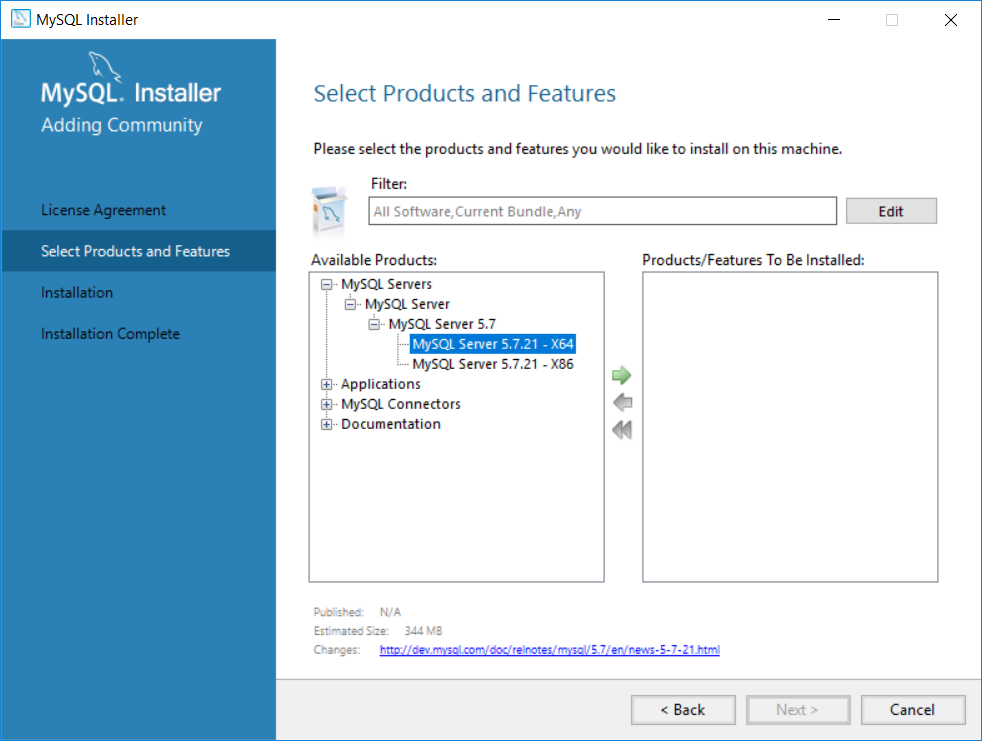 MySQL Installer
MySQL. Installer
Adding Community
License Agreement
Select Products and Features
Installation
Installation Complete
Select Products and Features
Please select the products and features you would like to install on this machine.
Filter:
All Software,Current Bundle,Any
Edit
Available Products:
MySQL Servers
MySQL Server
MySQL Server 5.7
MySQL Server 5.7.21 - X64
MySQL Server 5.7.21 - X86
Applications
MySQL Connectors
Documentation
Products/Features To Be Installed:
Published: N/A
Estimated Size: 344 MB
Changes: http://dev.mysql.com/doc/relnotes/mysql/5.7/en/news-5-7-21.html
< Back
Next >
Cancel